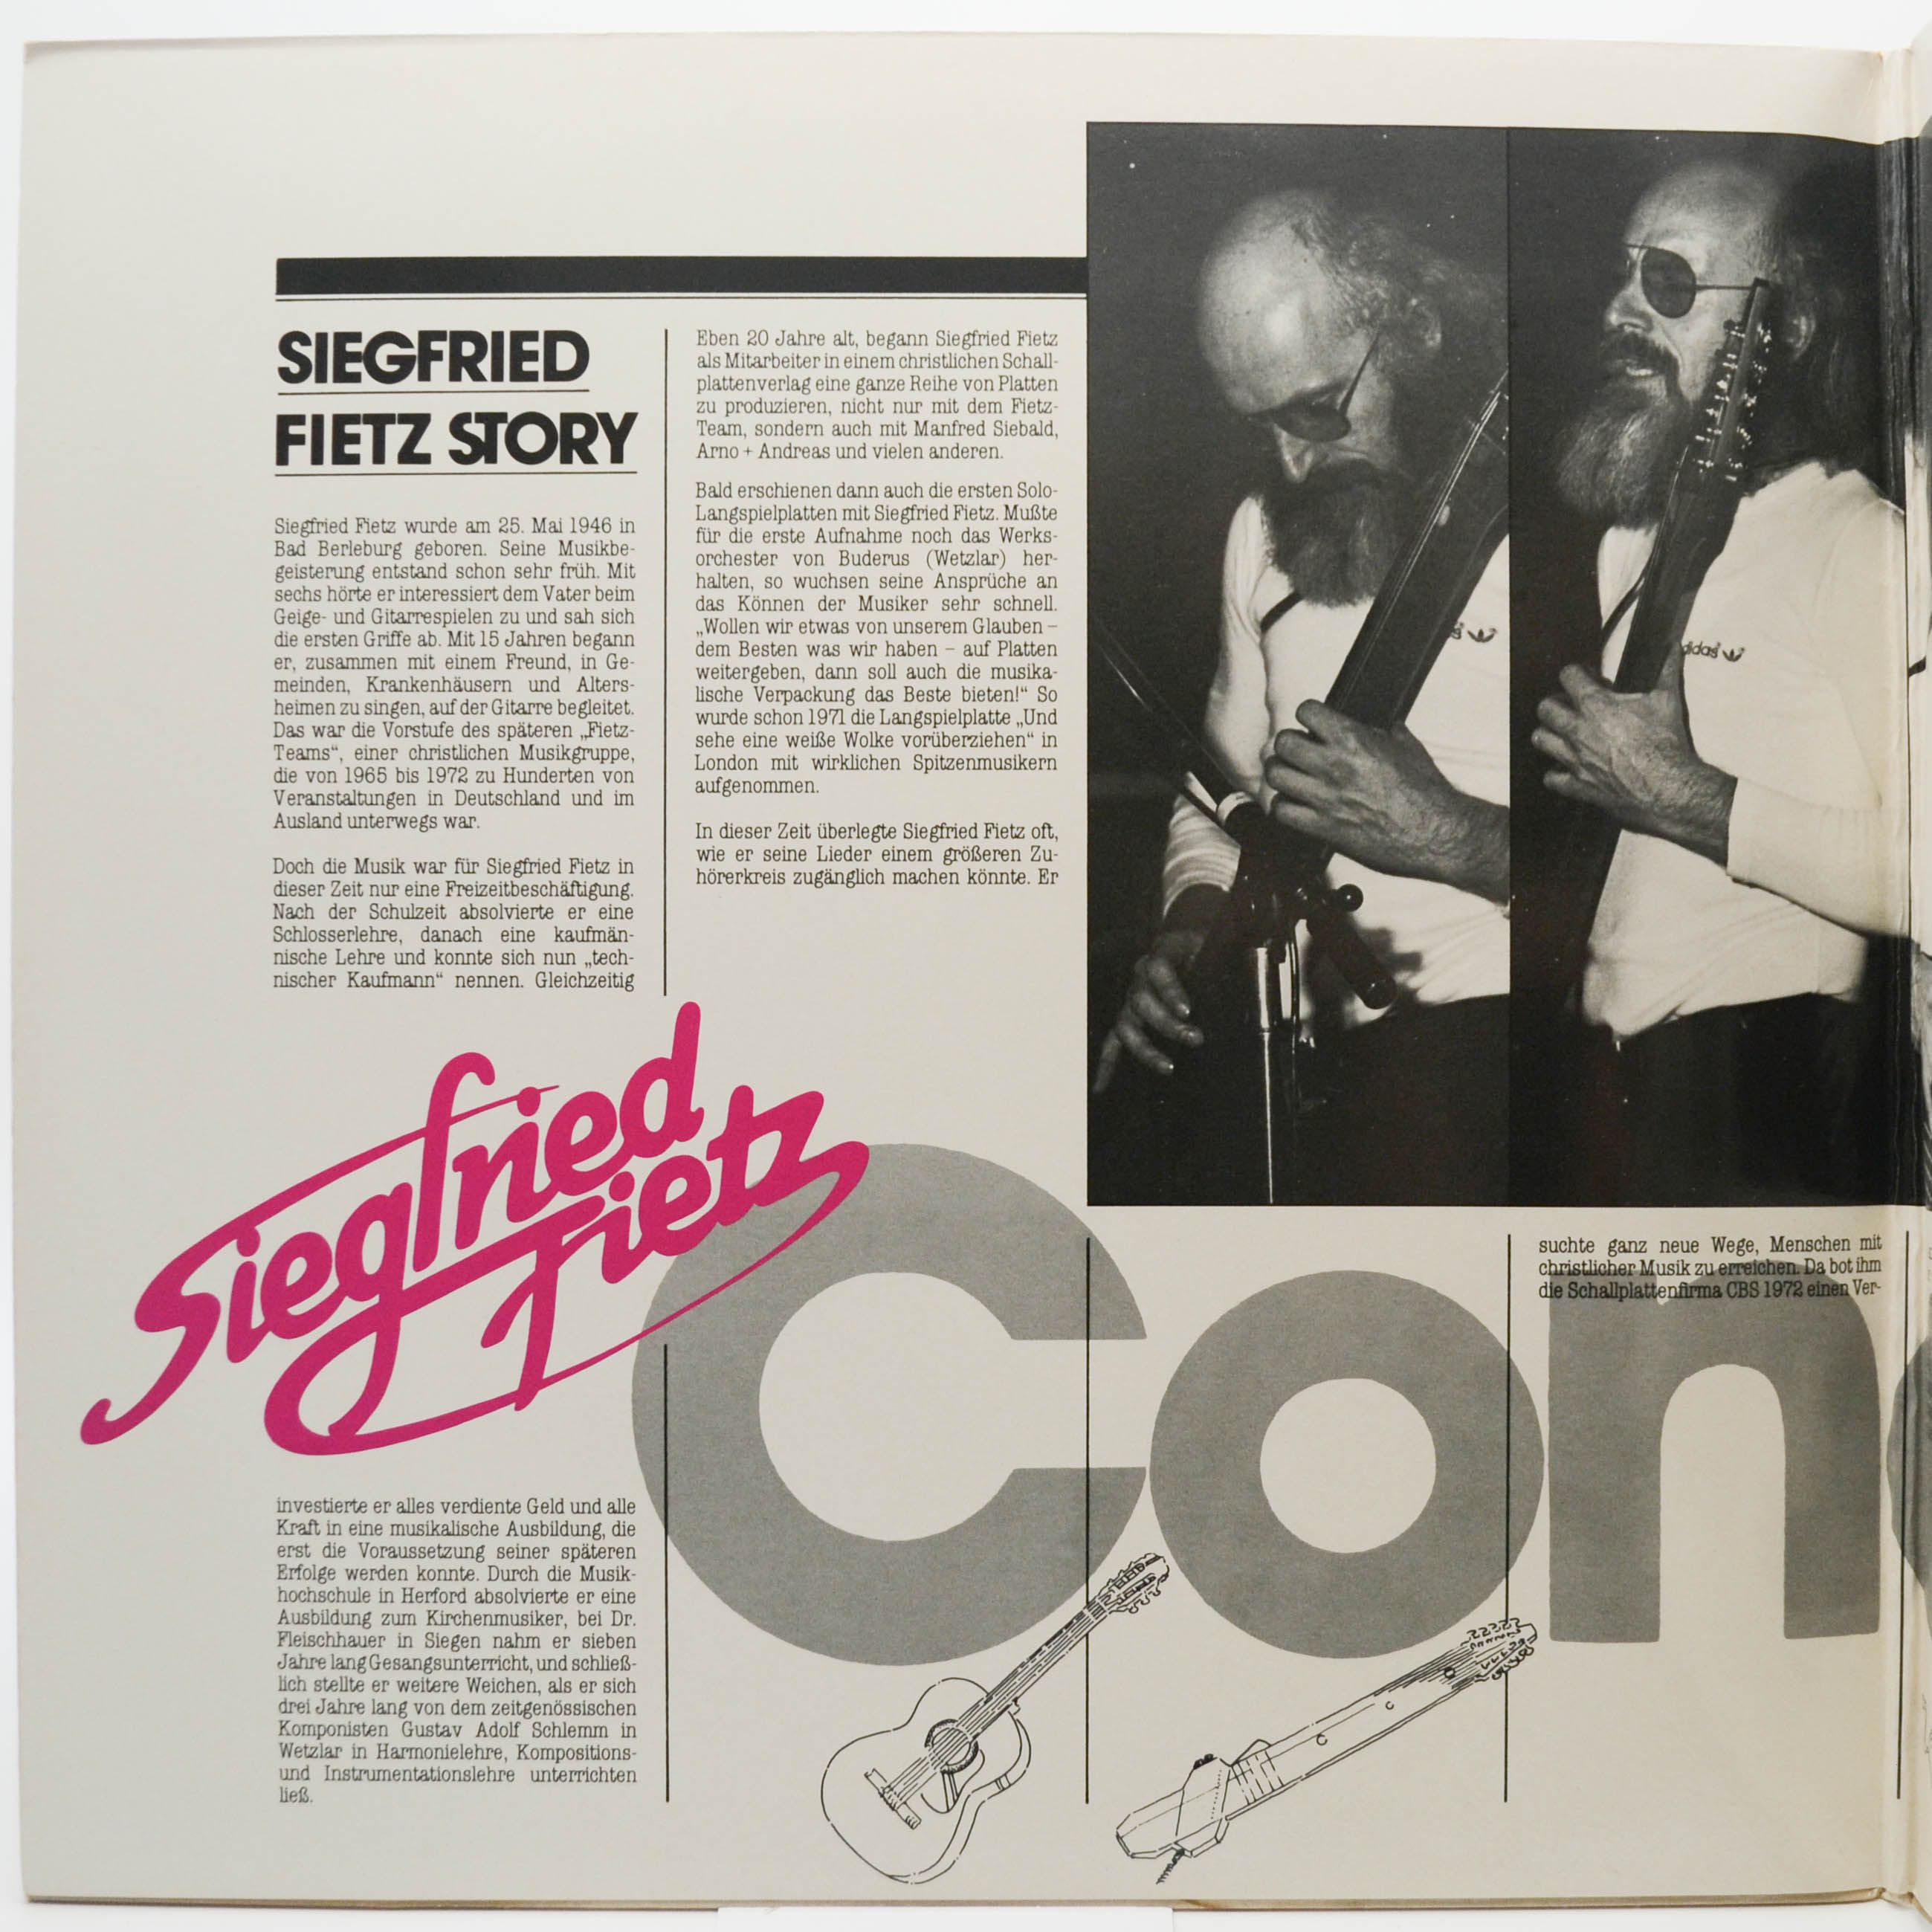 SIEGFRIED
FIETZ STORY
Siegfried Fietz wurde am 25. Mai 1946 in
Bad Berleburg geboren. Seine Musikbe-
geisterung entstand schon sehr früh. Mit
sechs hörte er interessiert dem Vater beim
Geige- und Gitarrespielen zu und sah sich
die ersten Griffe ab. Mit 15 Jahren begann
er, zusammen mit einem Freund, in Ge-
meinden, Krankenhäusern und Alters-
heimen zu singen, auf der Gitarre begleitet.
Das war die Vorstufe des späteren „Fietz-
Teams“, einer christlichen Musikgruppe,
die von 1965 bis 1972 zu Hunderten von
Veranstaltungen in Deutschland und im
Ausland unterwegs war.
Doch die Musik war für Siegfried Fietz in
dieser Zeit nur eine Freizeitbeschäftigung.
Nach der Schulzeit absolvierte er eine
Schlosserlehre, danach eine kaufmän-
nische Lehre und konnte sich nun „tech-
nischer Kaufmann“ nennen. Gleichzeitig
Siegfried
Fietz
investierte er alles verdiente Geld und alle
Kraft in eine musikalische Ausbildung, die
erst die Voraussetzung seiner späteren
Erfolge werden konnte. Durch die Musik-
hochschule in Herford absolvierte er eine
Ausbildung zum Kirchenmusiker, bei Dr.
Fleischhauer in Siegen nahm er sieben
Jahre lang Gesangsunterricht, und schließ-
lich stellte er weitere Weichen, als er sich
drei Jahre lang von dem zeitgenössischen
Komponisten Gustav Adolf Schlemm in
Wetzlar in Harmonielehre, Kompositions-
und Instrumentationslehre unterrichten
ließ.
Eben 20 Jahre alt, begann Siegfried Fietz
als Mitarbeiter in einem christlichen Schall-
plattenverlag eine ganze Reihe von Platten
zu produzieren, nicht nur mit dem Fietz-
Team, sondern auch mit Manfred Siebald,
Arno + Andreas und vielen anderen.
Bald erschienen dann auch die ersten Solo-
Langspielplatten mit Siegfried Fietz. Mußte
für die erste Aufnahme noch das Werks-
orchester von Buderus (Wetzlar) her-
halten, so wuchsen seine Ansprüche an
das Können der Musiker sehr schnell.
„Wollen wir etwas von unserem Glauben –
dem Besten was wir haben – auf Platten
weitergeben, dann soll auch die musika-
lische Verpackung das Beste bieten!“ So
wurde schon 1971 die Langspielplatte „Und
sehe eine weiße Wolke vorüberziehen“ in
London mit wirklichen Spitzenmusikern
aufgenommen.
In dieser Zeit überlegte Siegfried Fietz oft,
wie er seine Lieder einem größeren Zu-
hörerkreis zugänglich machen könnte. Er
adidas
suchte ganz neue Wege, Menschen mit
christlicher Musik zu erreichen. Da bot ihm
die Schallplattenfirma CBS 1972 einen Ver-
Con